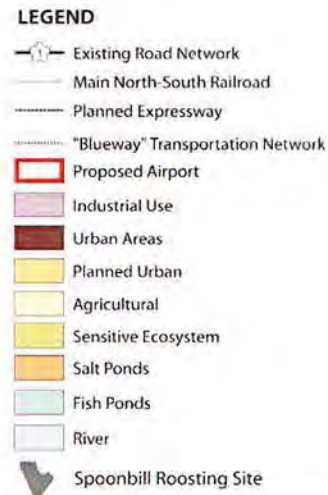 LEGEND
1
Existing Road Network
Main North-South Railroad
Planned Expressway
"Blueway" Transportation Network
Proposed Airport
Industrial Use
Urban Areas
Planned Urban
Agricultural
Sensitive Ecosystem
Salt Ponds
Fish Ponds
River
Spoonbill Roosting Site